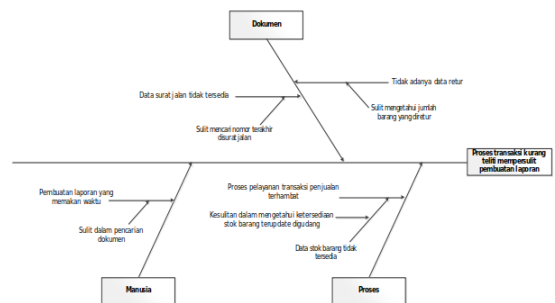 Dokumen
Tidak adanya data retur
Data surat jalan tidak tersedia
Sulit mengetahui jumlah
barang yang diretur
Sulit mencari nomor terakhir
disurat jalan
Proses transaksi kurang
teliti mempersulit
pembuatan laporan
Pembuatan laporan yang
memakan waktu
Proses pelayanan transaksi penjualan
terhambat
Kesulitan dalam mengetahui ketersediaan
stok barang terupdate digudang
Sulit dalam pencarian
dokumen
Data stok barang tidak
tersedia
Manusia
Proses